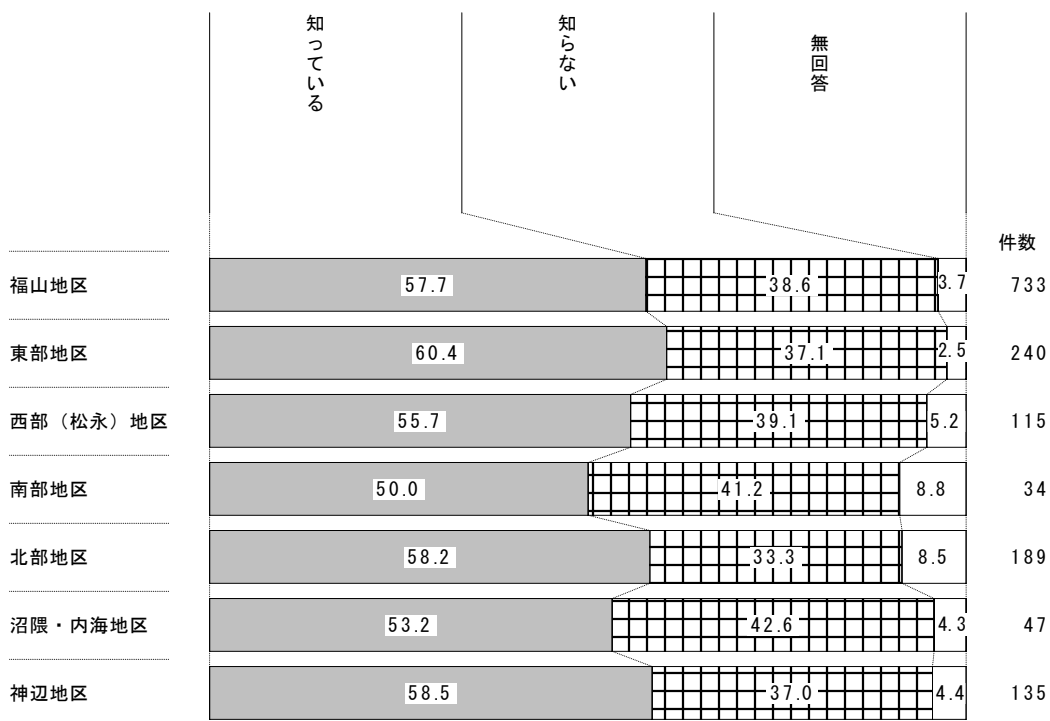 知っている
知らない
無回答
件数
福山地区 57.7 38.6 3.7 733
東部地区 60.4 37.1 2.5 240
西部（松永）地区 55.7 39.1 5.2 115
南部地区 50.0 41.2 8.8 34
北部地区 58.2 33.3 8.5 189
沼隈・内海地区 53.2 42.6 4.3 47
神辺地区 58.5 37.0 4.4 135